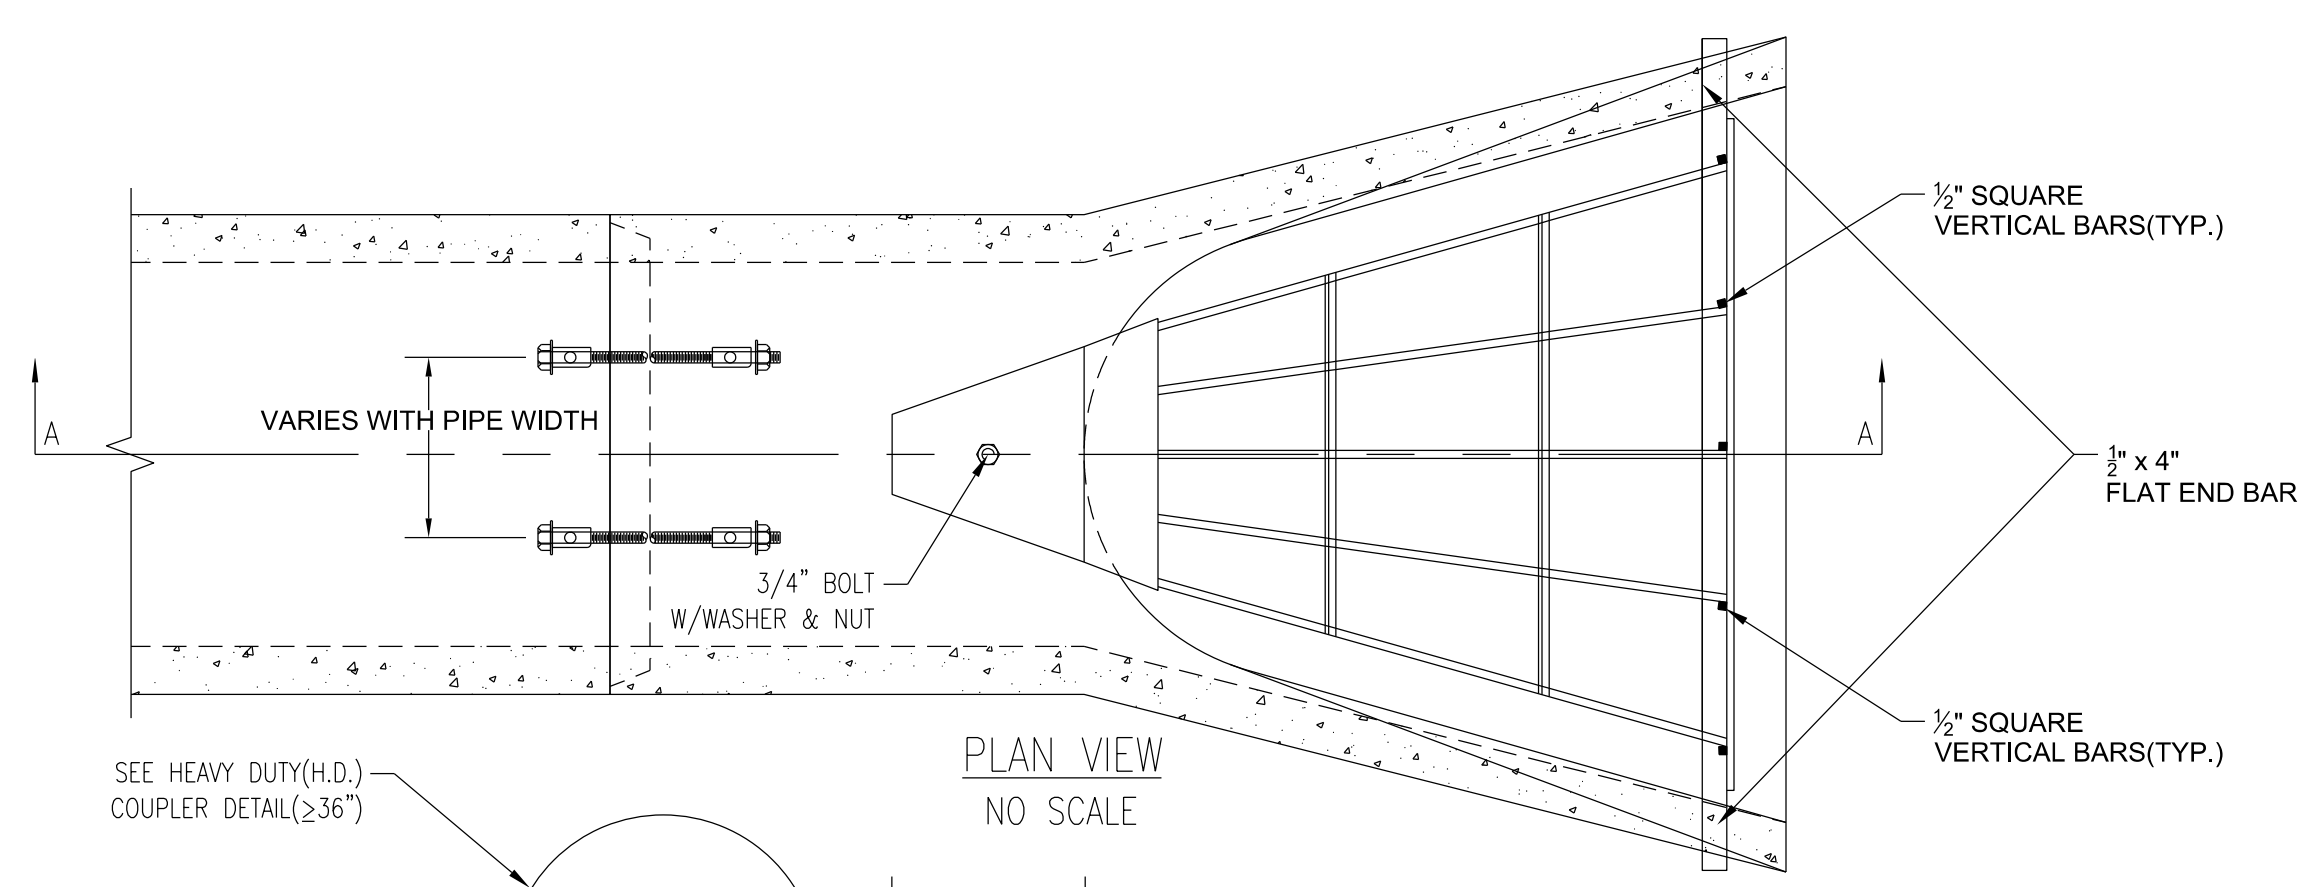 ½" SQUARE
VERTICAL BARS(TYP.)
VARIES WITH PIPE WIDTH
A
A
½" x 4"
FLAT END BAR
3/4" BOLT
W/WASHER & NUT
½" SQUARE
VERTICAL BARS(TYP.)
PLAN VIEW
NO SCALE
SEE HEAVY DUTY(H.D.)
COUPLER DETAIL(≥36")